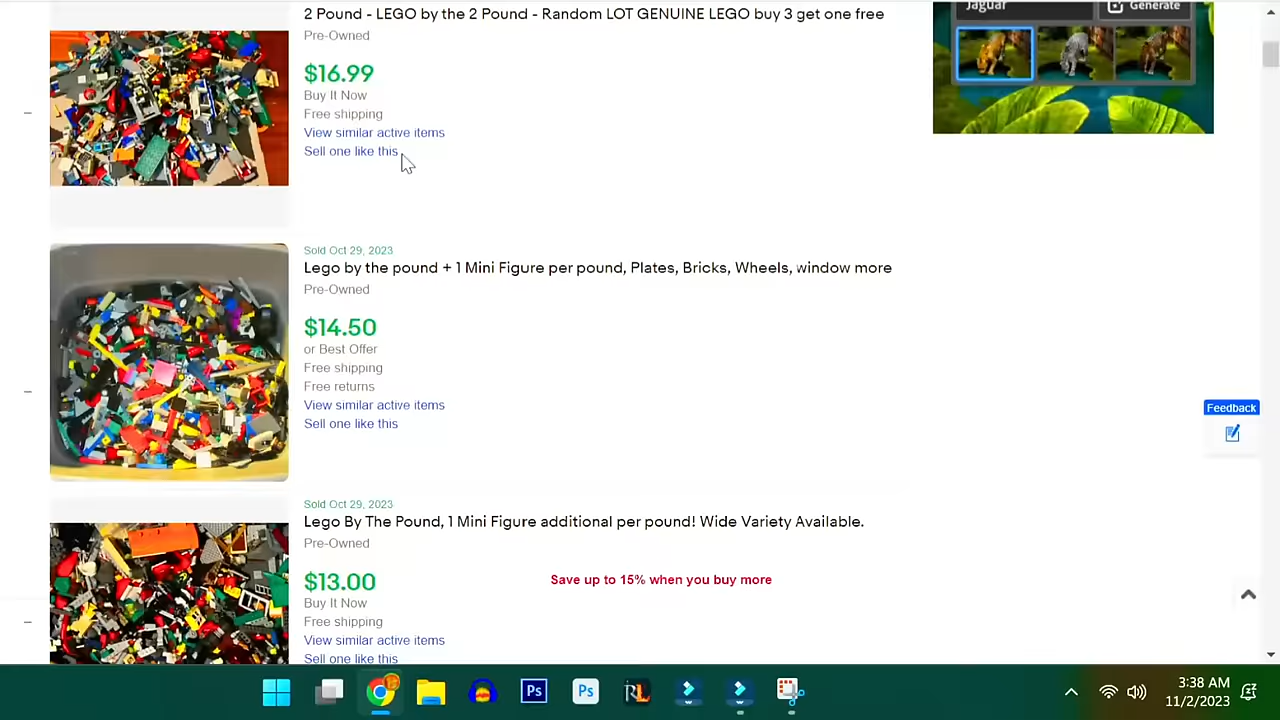 Jaguar
Generate
2 Pound - LEGO by the 2 Pound - Random LOT GENUINE LEGO buy 3 get one free
Pre-Owned
$16.99
Buy It Now
Free shipping
View similar active items
Sell one like this
Sold Oct 29, 2023
Lego by the pound + 1 Mini Figure per pound, Plates, Bricks, Wheels, window more
Pre-Owned
$14.50
or Best Offer
Free shipping
Free returns
View similar active items
Sell one like this
Feedback
Sold Oct 29, 2023
Lego By The Pound, 1 Mini Figure additional per pound! Wide Variety Available.
Pre-Owned
$13.00
Save up to 15% when you buy more
Buy It Now
Free shipping
View similar active items
Sell one like this
Ps
Ps
RL
3:38 AM
11/2/2023